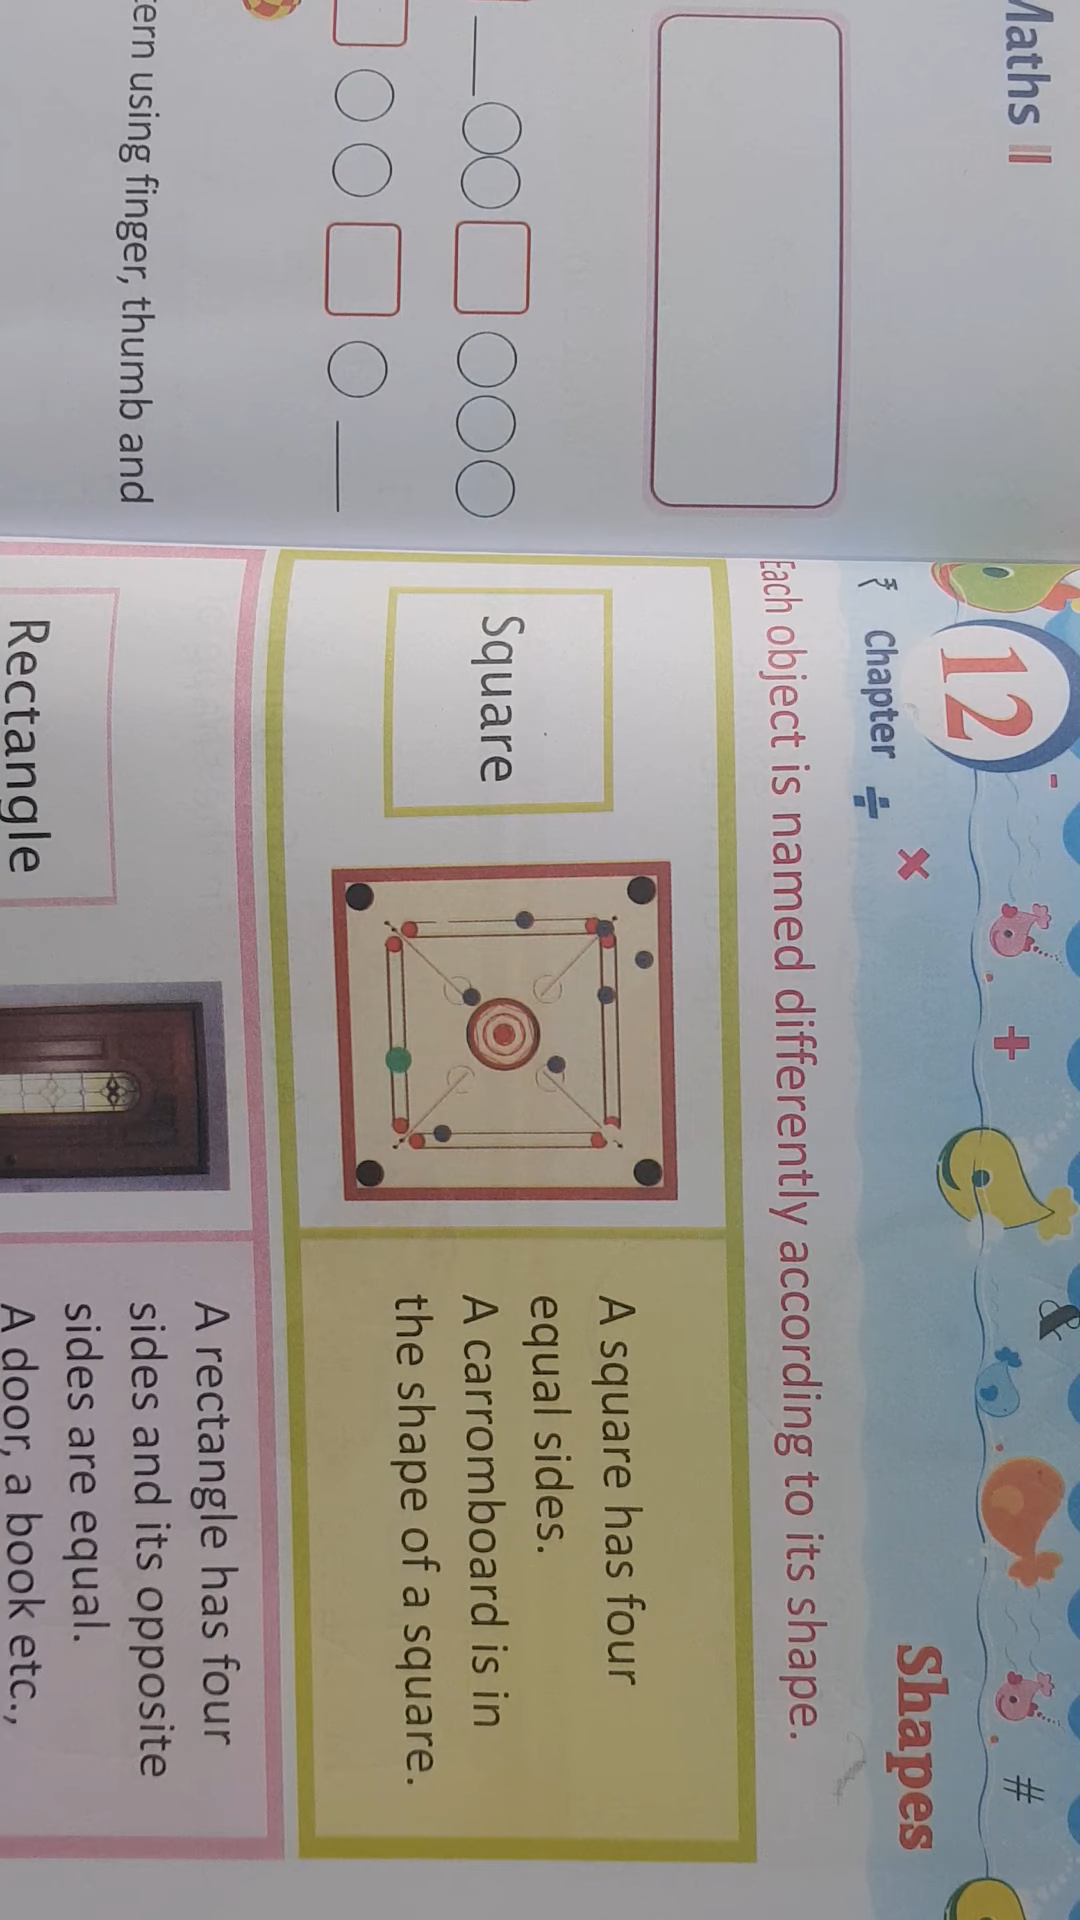 Maths II
ern using finger, thumb and
12
₹ Chapter ÷
- × + & #
Shapes
Each object is named differently according to its shape.
Square
A square has four
equal sides.
A carromboard is in
the shape of a square.
Rectangle
A rectangle has four
sides and its opposite
sides are equal.
A door, a book etc.,